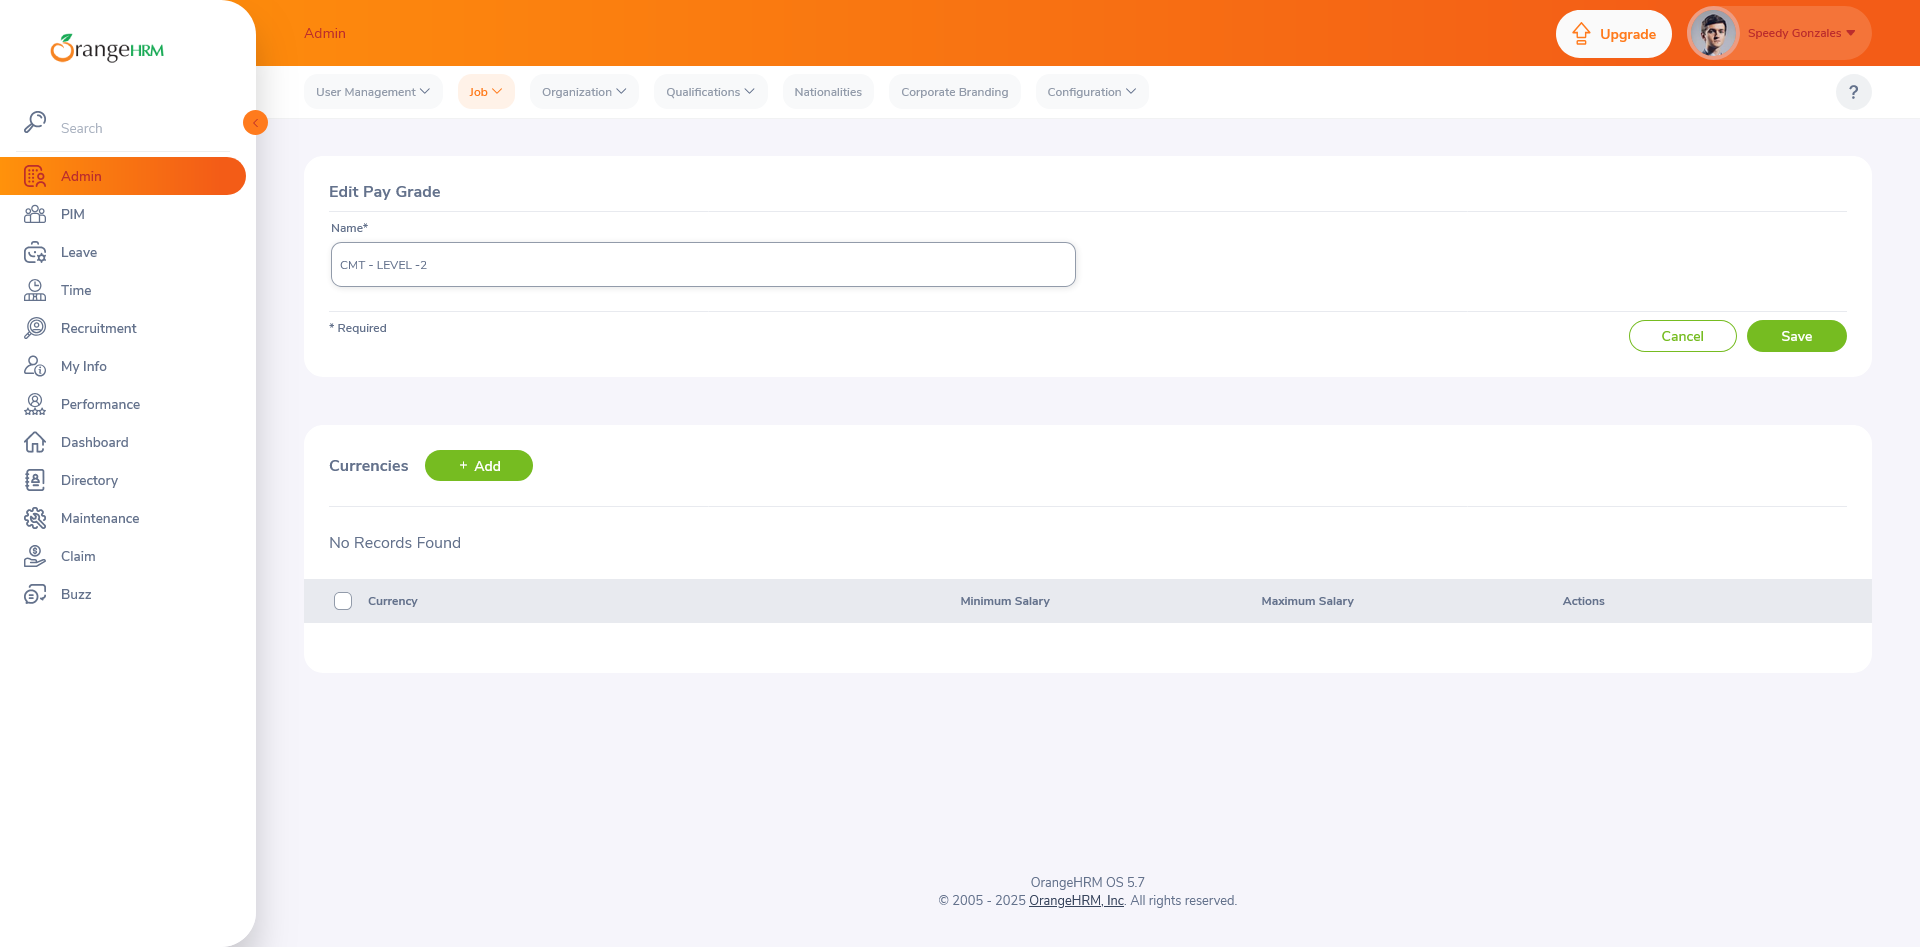 OrangeHRM
Search
Admin
PIM
Leave
Time
Recruitment
My Info
Performance
Dashboard
Directory
Maintenance
Claim
Buzz
Admin
Upgrade
Speedy Gonzales
User Management
Job
Organization
Qualifications
Nationalities
Corporate Branding
Configuration
?
Edit Pay Grade
Name*
CMT - LEVEL -2
* Required
Cancel
Save
Currencies
+ Add
No Records Found
Currency Minimum Salary Maximum Salary Actions
OrangeHRM OS 5.7
© 2005 - 2025 OrangeHRM, Inc. All rights reserved.